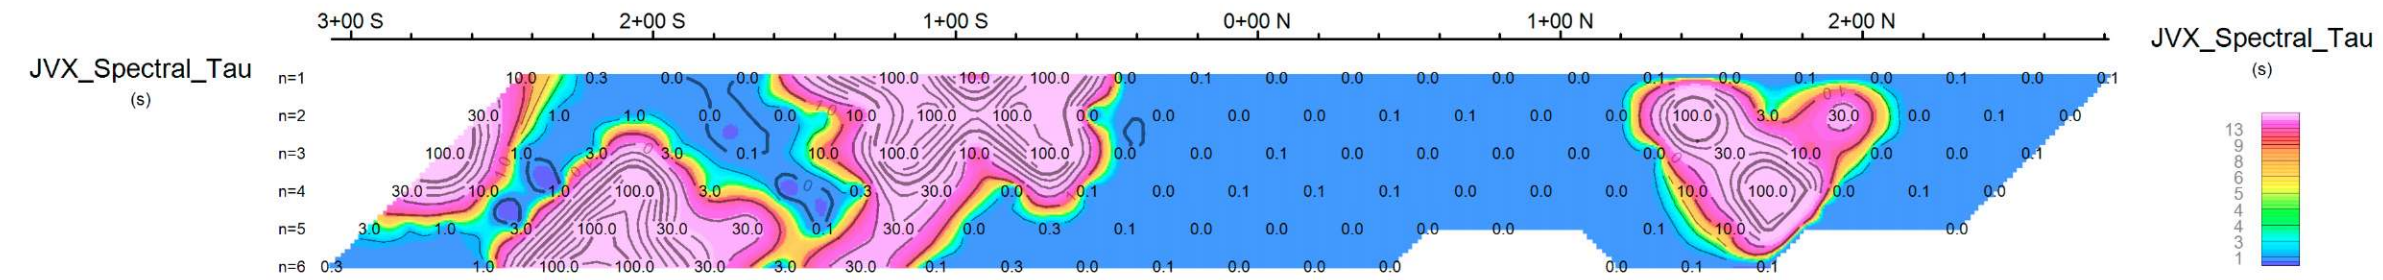 3+00 S 2+00 S 1+00 S 0+00 N 1+00 N 2+00 N
JVX_Spectral_Tau
(s)
JVX_Spectral_Tau
(s)
n=1 10.0 0.3 0.0 0.0 100.0 10.0 100.0 0.0 0.1 0.0 0.0 0.0 0.0 0.0 0.1 0.0 0.1 0.0 0.1 0.0 0.1
n=2 30.0 1.0 1.0 0.0 0.0 10.0 100.0 100.0 0.0 0.0 0.0 0.0 0.1 0.1 0.0 0.0 100.0 3.0 30.0 0.0 0.1 0.0
n=3 100.0 1.0 3.0 3.0 0.1 10.0 100.0 10.0 100.0 0.0 0.0 0.1 0.0 0.0 0.0 0.0 0.0 30.0 10.0 0.0 0.0 0.1
n=4 30.0 10.0 1.0 100.0 3.0 0.3 30.0 0.0 0.1 0.0 0.1 0.1 0.1 0.0 0.0 0.0 10.0 100.0 0.0 0.1 0.0
n=5 3.0 1.0 3.0 100.0 30.0 30.0 0.1 30.0 0.0 0.3 0.1 0.0 0.0 0.0 0.0 0.0 0.1 10.0 0.0
n=6 0.3 1.0 100.0 100.0 30.0 3.0 30.0 0.1 0.3 0.0 0.1 0.0 0.0 0.0 0.0 0.1 0.1
13
9
8
6
5
4
4
3
1